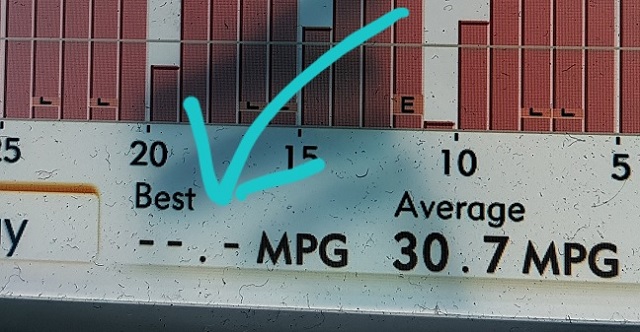 E
25 20 15 10 5
Best Average
--.- MPG 30.7 MPG